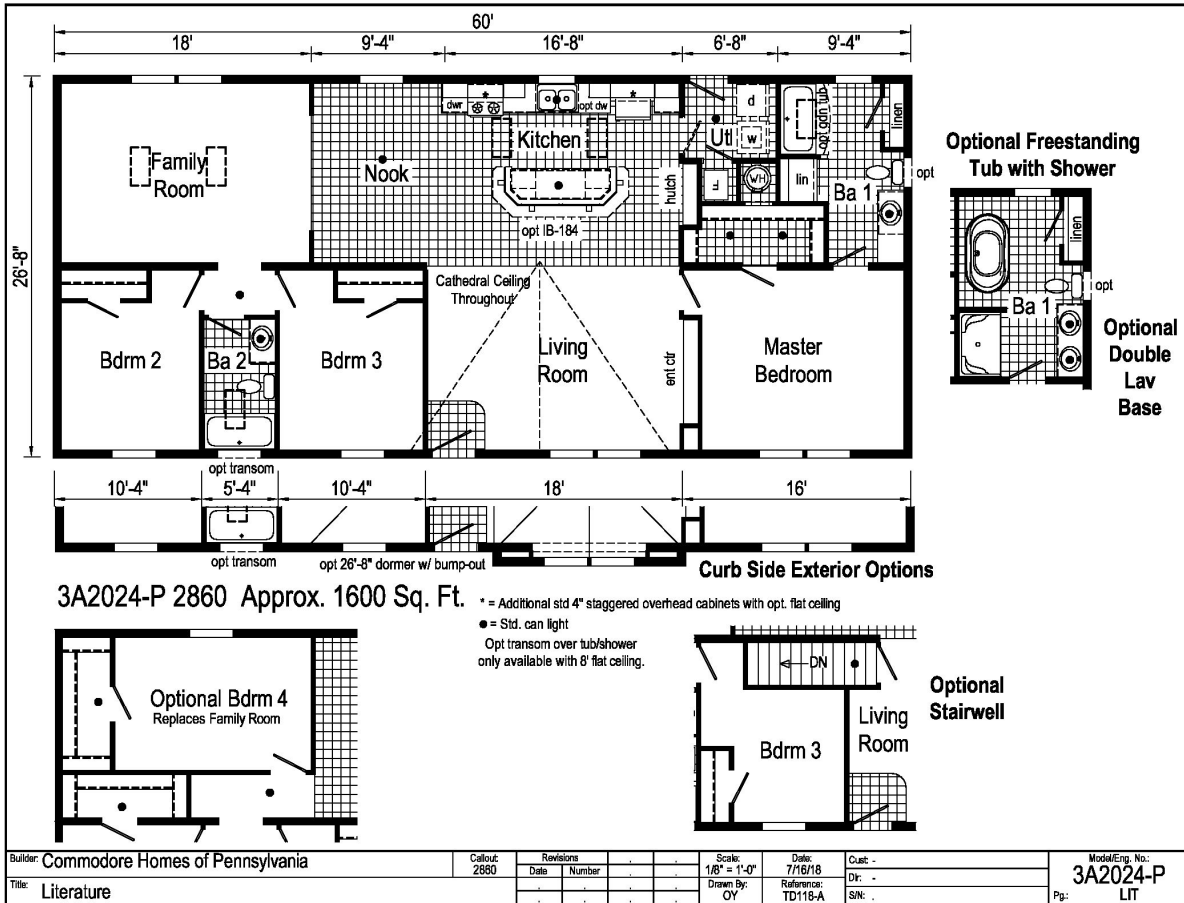 60'
18'
9'-4"
16'-8"
6'-8"
9'-4"
26'-8"
Family
Room
Nook
dwr
*
opt dw
*
Kitchen
opt IB-184
hutch
Utl
d
w
F
WH
lin
opt gdn tub
linen
Ba 1
opt
Bdrm 2
Ba 2
Bdrm 3
Cathedral Ceiling
Throughout
Living
Room
ent ctr
Master
Bedroom
opt transom
Optional Freestanding
Tub with Shower
linen
opt
Ba 1
Optional
Double
Lav
Base
10'-4"
5'-4"
10'-4"
18'
16'
opt transom
opt 26'-8" dormer w/ bump-out
Curb Side Exterior Options
3A2024-P 2860 Approx. 1600 Sq. Ft.
* = Additional std 4" staggered overhead cabinets with opt. flat ceiling
● = Std. can light
Opt transom over tub/shower
only available with 8' flat ceiling.
Optional Bdrm 4
Replaces Family Room
DN
Bdrm 3
Living
Room
Optional
Stairwell
Builder: Commodore Homes of Pennsylvania
Title: Literature
Callout:
2860
Revisions
Date Number
Scale:
1/8" = 1'-0"
Drawn By:
OY
Date:
7/16/18
Reference:
TD118-A
Cust: -
Dir: -
S/N: .
Model/Eng. No.:
3A2024-P
Pg.: LIT